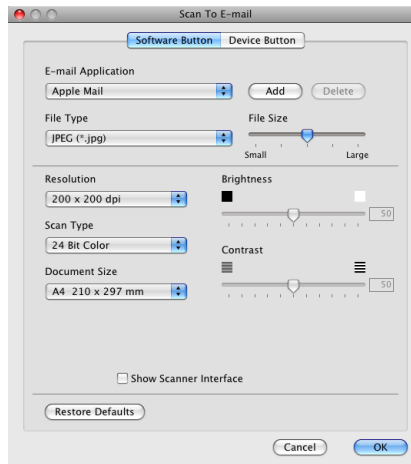 Scan To E-mail
Software Button Device Button
E-mail Application
Apple Mail Add Delete
File Type File Size
JPEG (*.jpg)
Small Large
Resolution Brightness
200 x 200 dpi
50
Scan Type
24 Bit Color Contrast
Document Size
A4 210 x 297 mm 50
Show Scanner Interface
Restore Defaults
Cancel OK